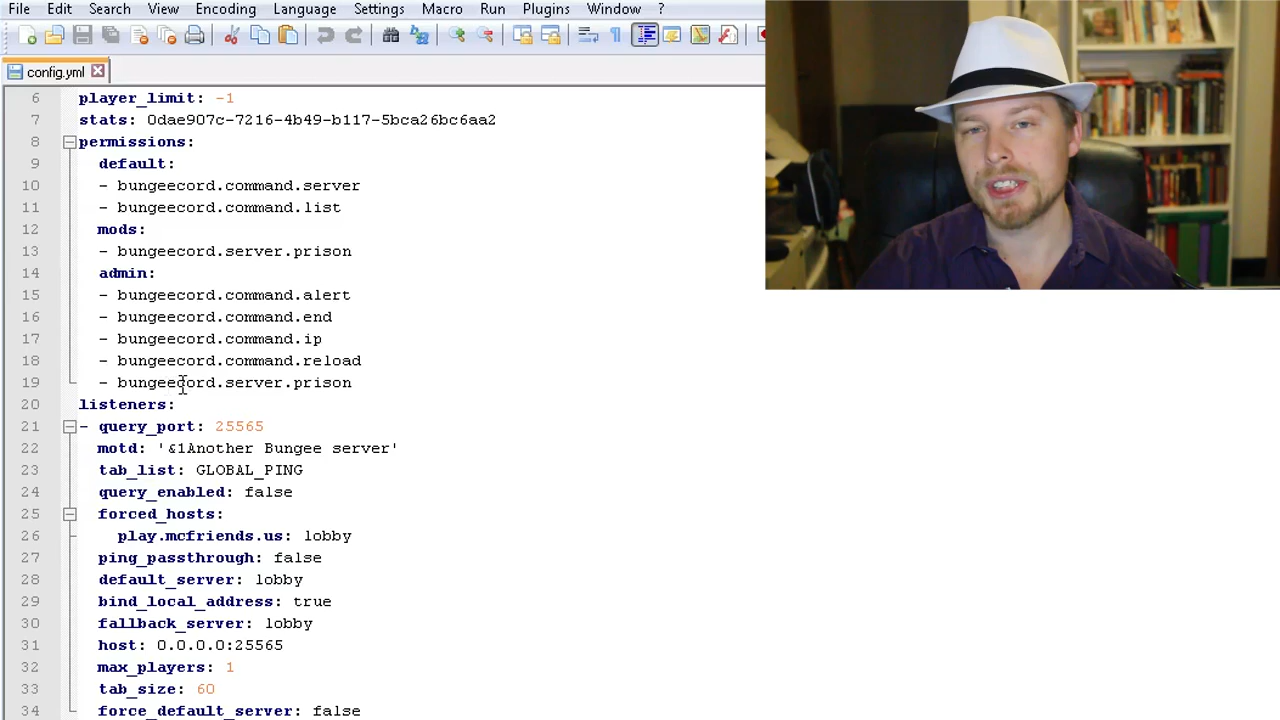 File Edit Search View Encoding Language Settings Macro Run Plugins Window ?
config.yml
6 player_limit: -1
7 stats: 0dae907c-7216-4b49-b117-5bca26bc6aa2
8 permissions:
9 default:
10 - bungeecord.command.server
11 - bungeecord.command.list
12 mods:
13 - bungeecord.server.prison
14 admin:
15 - bungeecord.command.alert
16 - bungeecord.command.end
17 - bungeecord.command.ip
18 - bungeecord.command.reload
19 - bungeecord.server.prison
20 listeners:
21 - query_port: 25565
22 motd: '&1Another Bungee server'
23 tab_list: GLOBAL_PING
24 query_enabled: false
25 forced_hosts:
26 play.mcfriends.us: lobby
27 ping_passthrough: false
28 default_server: lobby
29 bind_local_address: true
30 fallback_server: lobby
31 host: 0.0.0.0:25565
32 max_players: 1
33 tab_size: 60
34 force_default_server: false